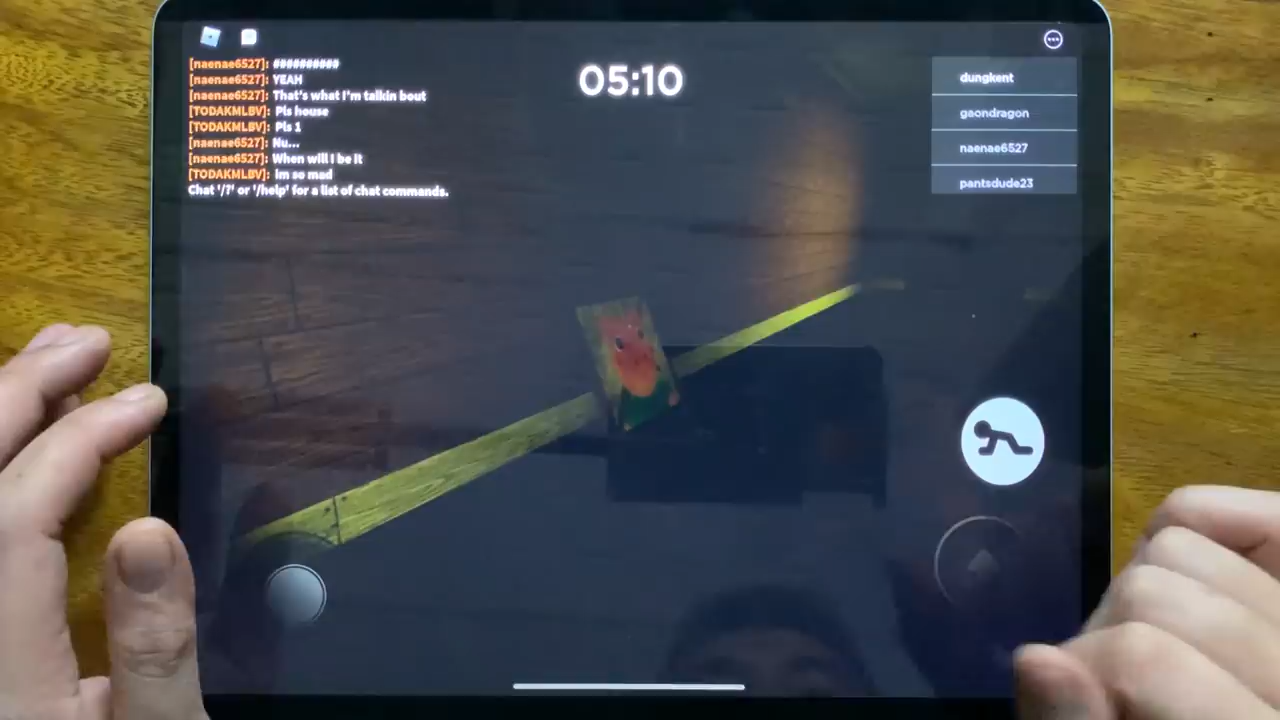 [naenae6527]: ##########
[naenae6527]: YEAH
[naenae6527]: That's what I'm talkin bout
[TODAKMLBV]: Pls house
[TODAKMLBV]: Pls 1
[naenae6527]: Nu...
[naenae6527]: When will I be it
[TODAKMLBV]: im so mad
Chat '/?' or '/help' for a list of chat commands.
05:10
dungkent
gaondragon
naenae6527
pantsdude23